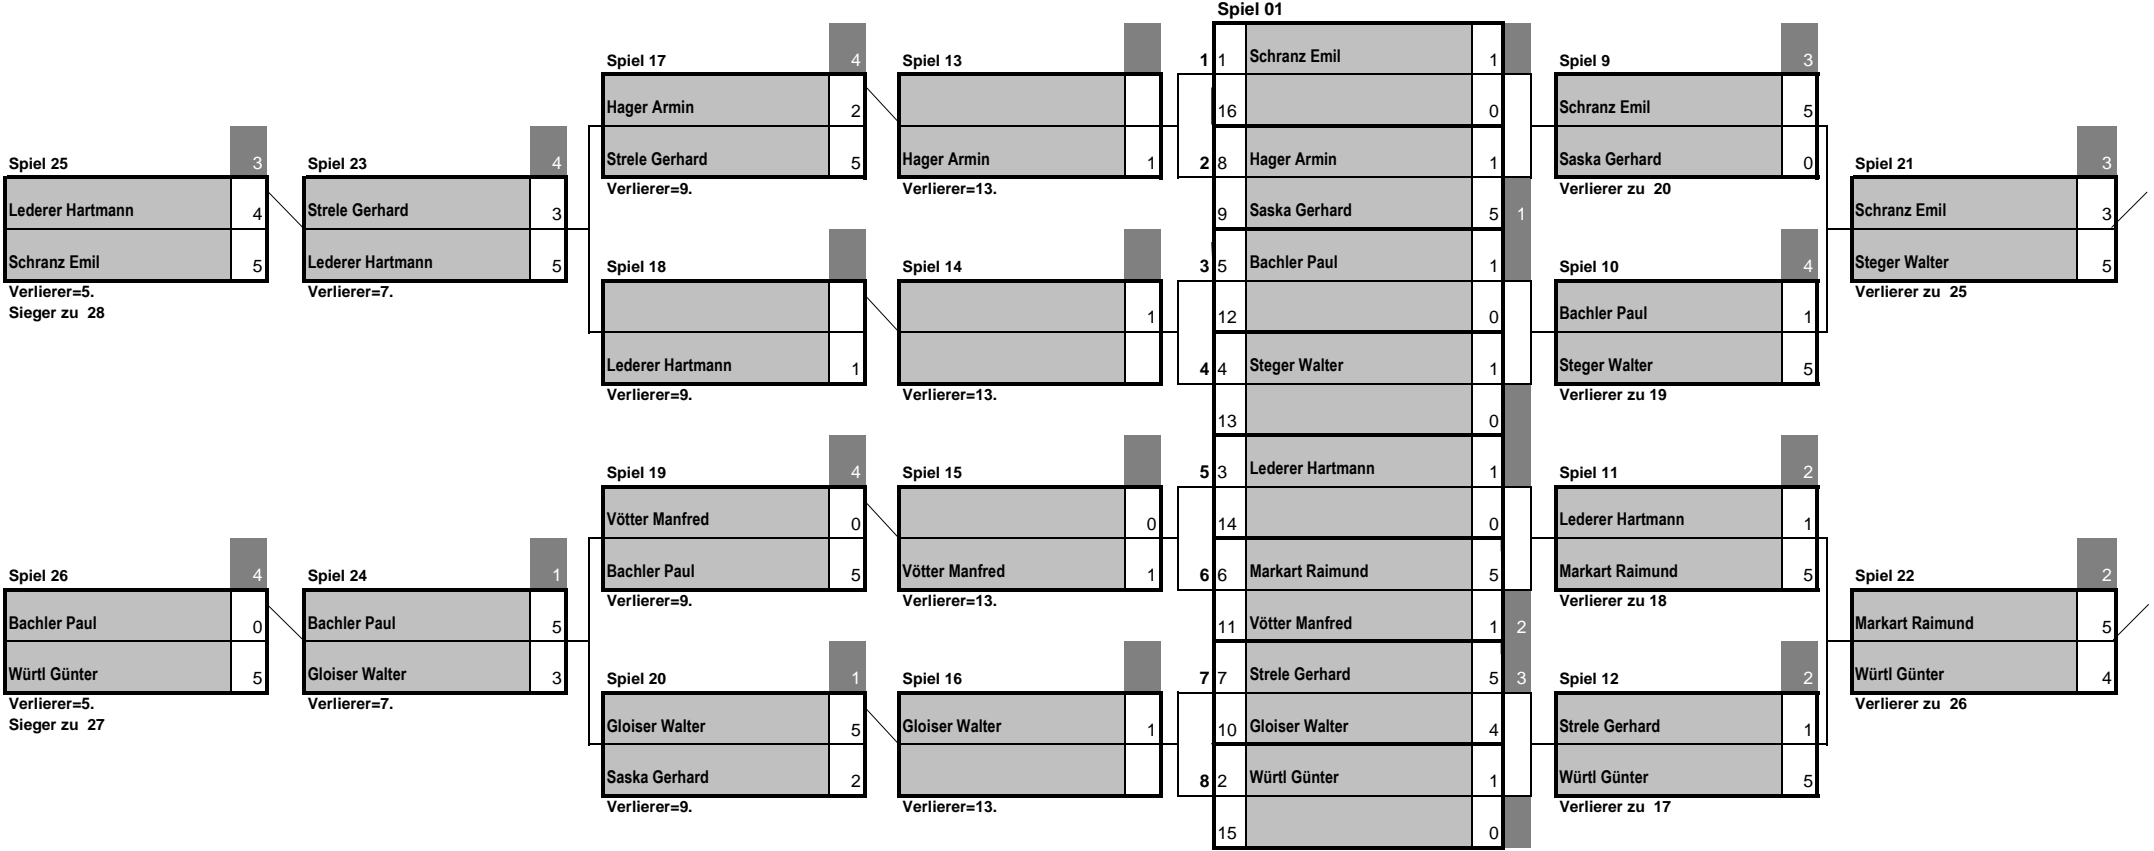 Spiel 01
Spiel 17 4 Spiel 13 1 1 Schranz Emil 1 Spiel 9 3
Hager Armin 2 16 0 Schranz Emil 5
Spiel 25 3 Spiel 23 4 Strele Gerhard 5 Hager Armin 1 2 8 Hager Armin 1 Saska Gerhard 0 Spiel 21 3
Verlierer=9. Verlierer=13. Verlierer zu 20
Lederer Hartmann 4 Strele Gerhard 3 9 Saska Gerhard 5 1 Schranz Emil 3
Schranz Emil 5 Lederer Hartmann 5 Spiel 18 Spiel 14 3 5 Bachler Paul 1 Spiel 10 4 Steger Walter 5
Verlierer=5. Verlierer=7. Verlierer zu 25
Sieger zu 28 1 12 0 Bachler Paul 1
Lederer Hartmann 1 4 4 Steger Walter 1 Steger Walter 5
Verlierer=9. Verlierer=13. Verlierer zu 19
13 0
Spiel 19 4 Spiel 15 5 3 Lederer Hartmann 1 Spiel 11 2
Vötter Manfred 0 0 14 0 Lederer Hartmann 1
Spiel 26 4 Spiel 24 1 Bachler Paul 5 Vötter Manfred 1 6 6 Markart Raimund 5 Markart Raimund 5 Spiel 22 2
Verlierer=9. Verlierer=13. Verlierer zu 18
Bachler Paul 0 Bachler Paul 5 11 Vötter Manfred 1 2 Markart Raimund 5
Würtl Günter 5 Gloiser Walter 3 Spiel 20 1 Spiel 16 7 7 Strele Gerhard 5 3 Spiel 12 2 Würtl Günter 4
Verlierer=5. Verlierer=7. Verlierer zu 26
Sieger zu 27 Gloiser Walter 5 Gloiser Walter 1 10 Gloiser Walter 4 Strele Gerhard 1
Saska Gerhard 2 8 2 Würtl Günter 1 Würtl Günter 5
Verlierer=9. Verlierer=13. Verlierer zu 17
15 0